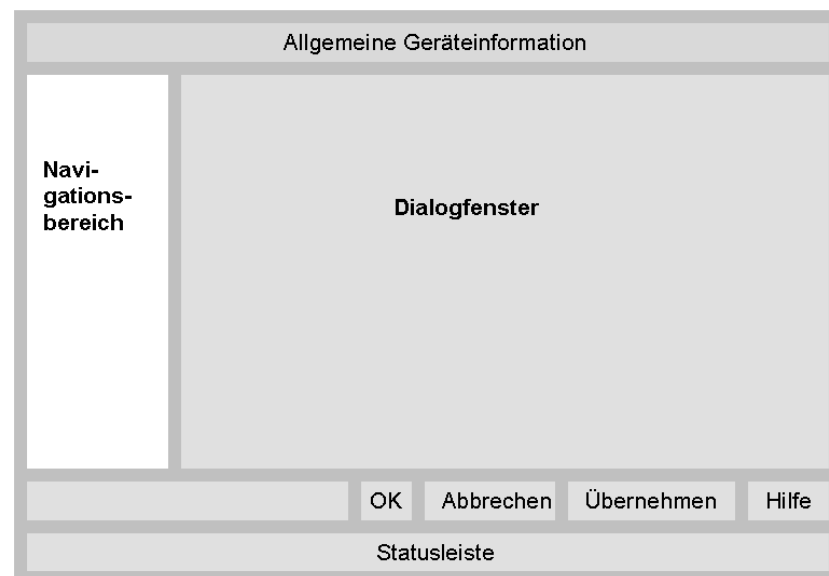 Allgemeine Geräteinformation
Navi-
gations-
bereich
Dialogfenster
OK Abbrechen Übernehmen Hilfe
Statusleiste